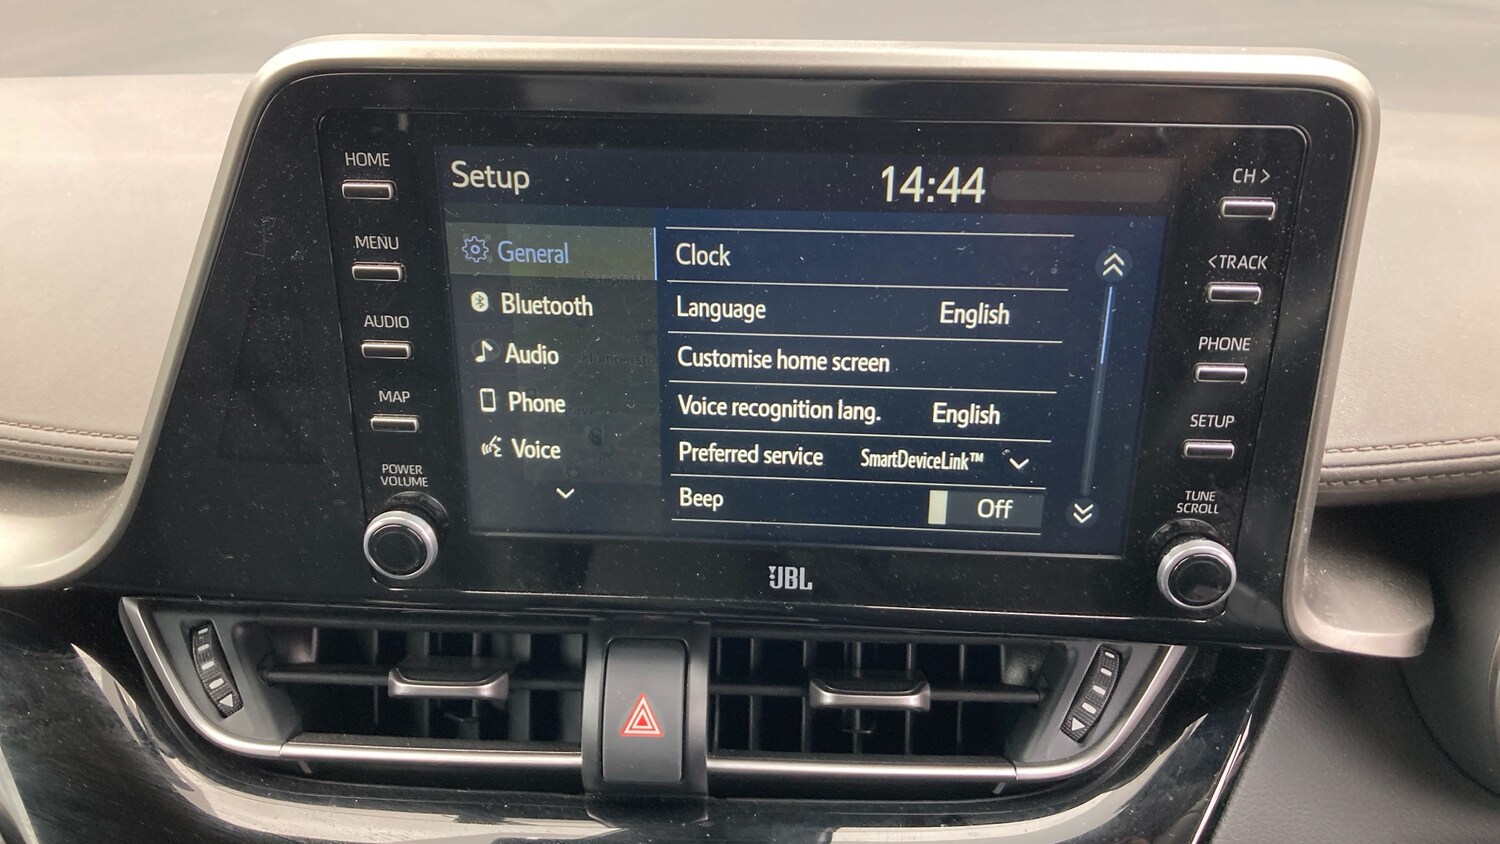 HOME
MENU
AUDIO
MAP
POWER
VOLUME
Setup
14:44
General
Bluetooth
Audio
Phone
Voice
Clock
Language English
Customise home screen
Voice recognition lang. English
Preferred service SmartDeviceLink™
Beep Off
CH >
< TRACK
PHONE
SETUP
TUNE
SCROLL
JBL